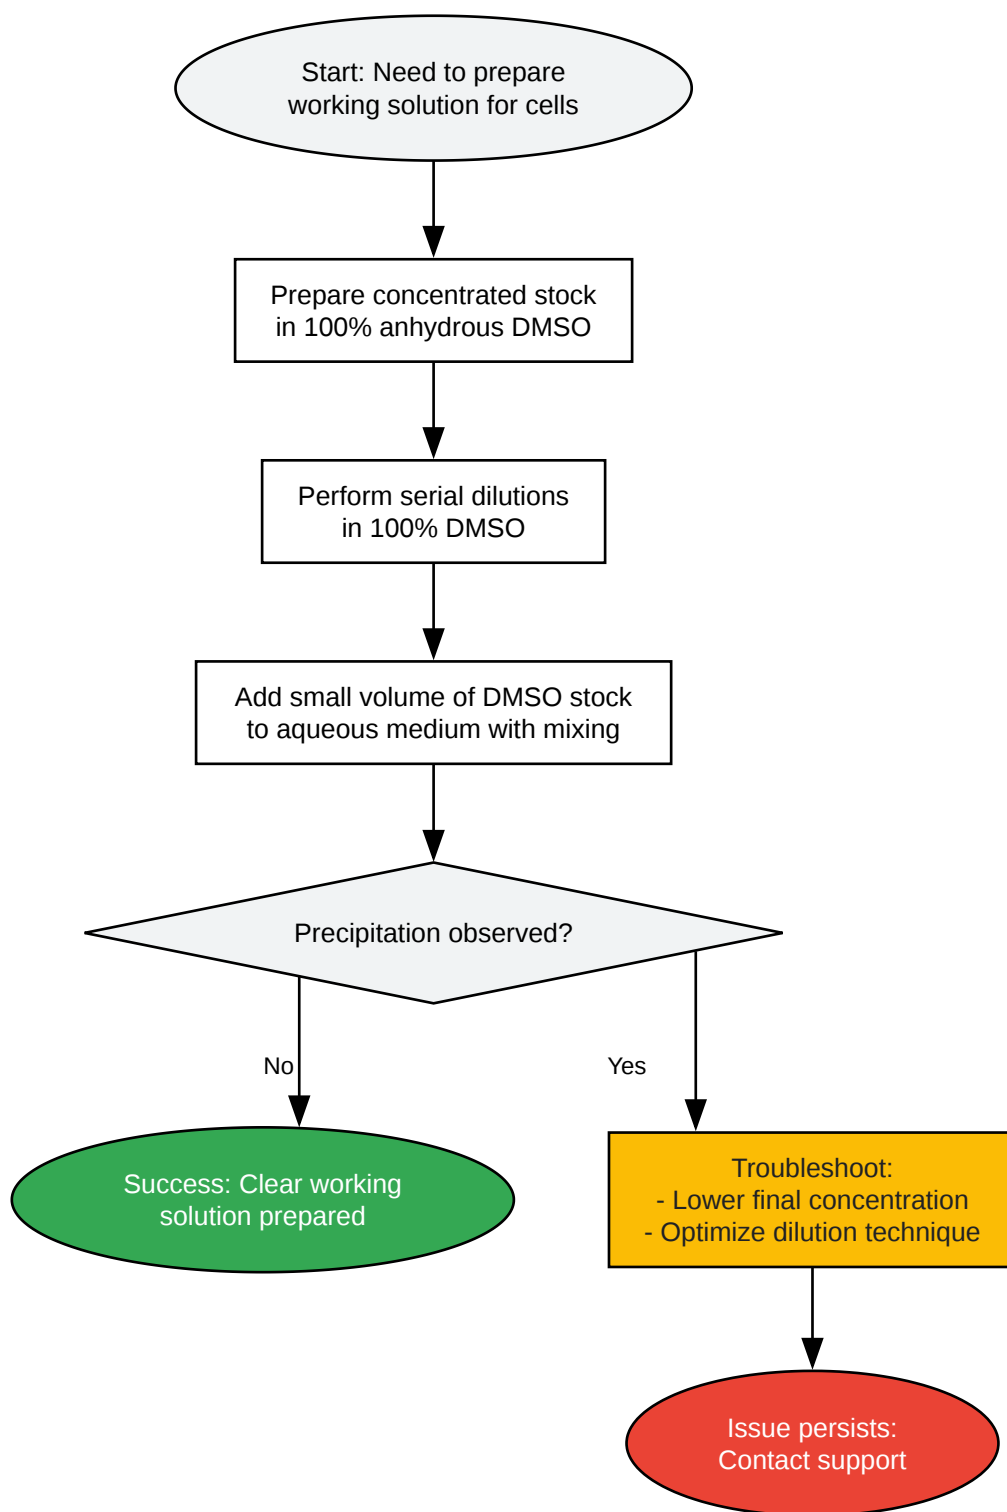 Start: Need to prepare
working solution for cells
Prepare concentrated stock
in 100% anhydrous DMSO
Perform serial dilutions
in 100% DMSO
Add small volume of DMSO stock
to aqueous medium with mixing
Precipitation observed?
No
Yes
Success: Clear working
solution prepared
Troubleshoot:
- Lower final concentration
- Optimize dilution technique
Issue persists:
Contact support